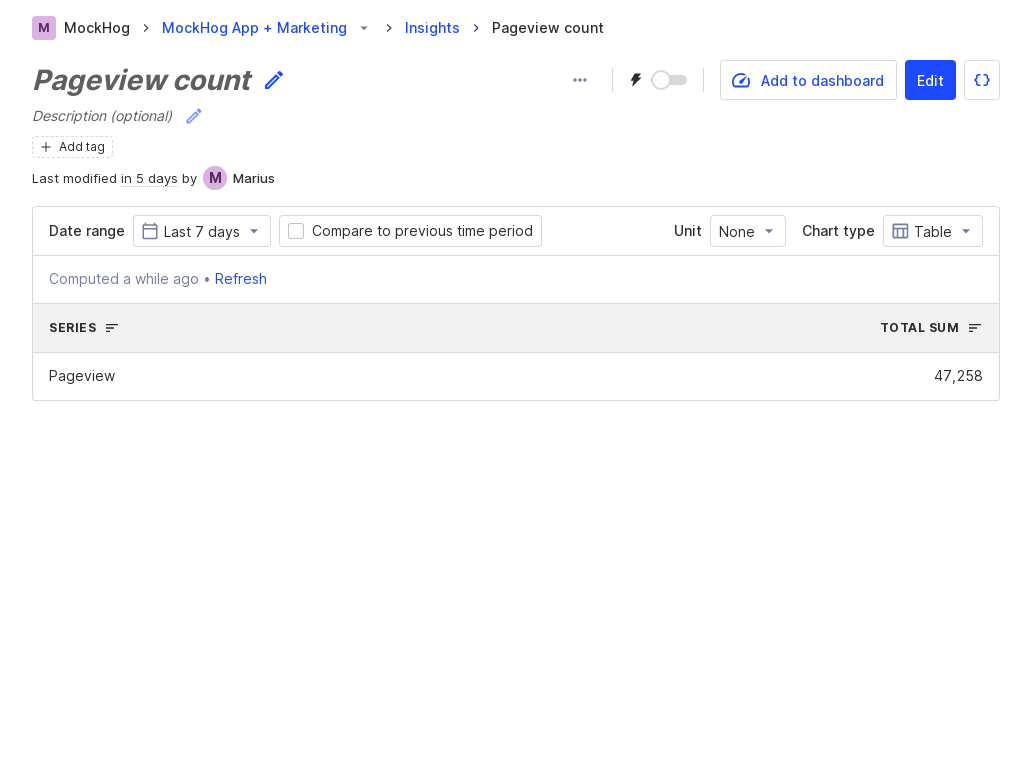 M MockHog MockHog App + Marketing Insights Pageview count
Pageview count
Add to dashboard Edit {}
Description (optional)
Add tag
Last modified in 5 days by M Marius
Date range Last 7 days Compare to previous time period Unit None Chart type Table
Computed a while ago • Refresh
SERIES TOTAL SUM
Pageview 47,258